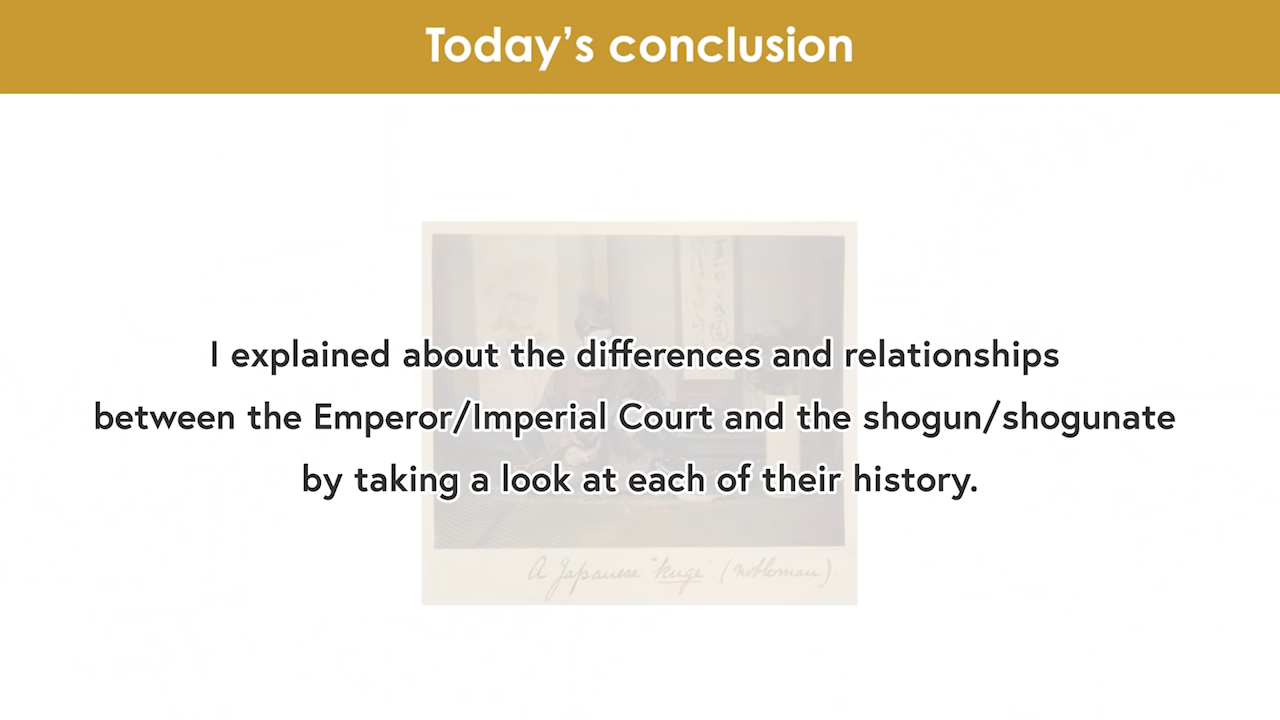 Today’s conclusion
I explained about the differences and relationships
between the Emperor/Imperial Court and the shogun/shogunate
by taking a look at each of their history.
A Japanese "kuge". (nobleman).